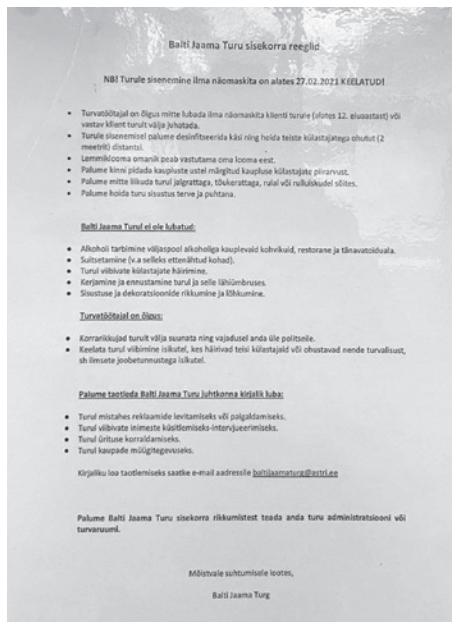 Balti Jaama Turu sisekorra reeglid
NB! Turule sisenemine ilma näomaskita on alates 27.02.2021 KEELATUD!
• Turvatöötajal on õigus mitte lubada ilma näomaskita klienti turule (alates 12. eluaastast) või
vastav klient turult välja juhatada.
• Turule sisenemisel palume desinfitseerida käsi ning hoida teiste külastajatega ohutut (2
meetrit) distantsi.
• Lemmiklooma omanik peab vastutama oma looma eest.
• Palume kinni pidada kaupluste ustel märgitud kaupluse külastajate piirarvust.
• Palume mitte liikuda turul jalgrattaga, tõukerattaga, rulal või rulluiskudel sõites.
• Palume hoida turu sisustus terve ja puhtana.
Balti Jaama Turul ei ole lubatud:
• Alkoholi tarbimine väljaspool alkoholiga kauplevaid kohvikuid, restorane ja tänavatoiduala.
• Suitsetamine (v.a selleks ettenähtud kohad).
• Turul viibivate külastajate häirimine.
• Kerjamine ja ennustamine turul ja selle lähiümbruses.
• Sisustuse ja dekoratsioonide rikkumine ja lõhkumine.
Turvatöötajal on õigus:
• Korrarikkujad turult välja suunata ning vajadusel anda üle politseile.
• Keelata turul viibimine isikutel, kes häirivad teisi külastajaid või ohustavad nende turvalisust,
sh ilmsete joobetunnustega isikutel.
Palume taotleda Balti Jaama Turu juhtkonna kirjalik luba:
• Turul mistahes reklaamide levitamiseks või paigaldamiseks.
• Turul viibivate inimeste küsitlemiseks-intervjueerimiseks.
• Turul ürituse korraldamiseks.
• Turul kaupade müügitegevuseks.
Kirjaliku loa taotlemiseks saatke e-mail aadressile baltijaamaturg@astri.ee
Palume Balti Jaama Turu sisekorra rikkumistest teada anda turu administratsiooni või
turvaruumi.
Mõistvale suhtumisele lootes,
Balti Jaama Turg